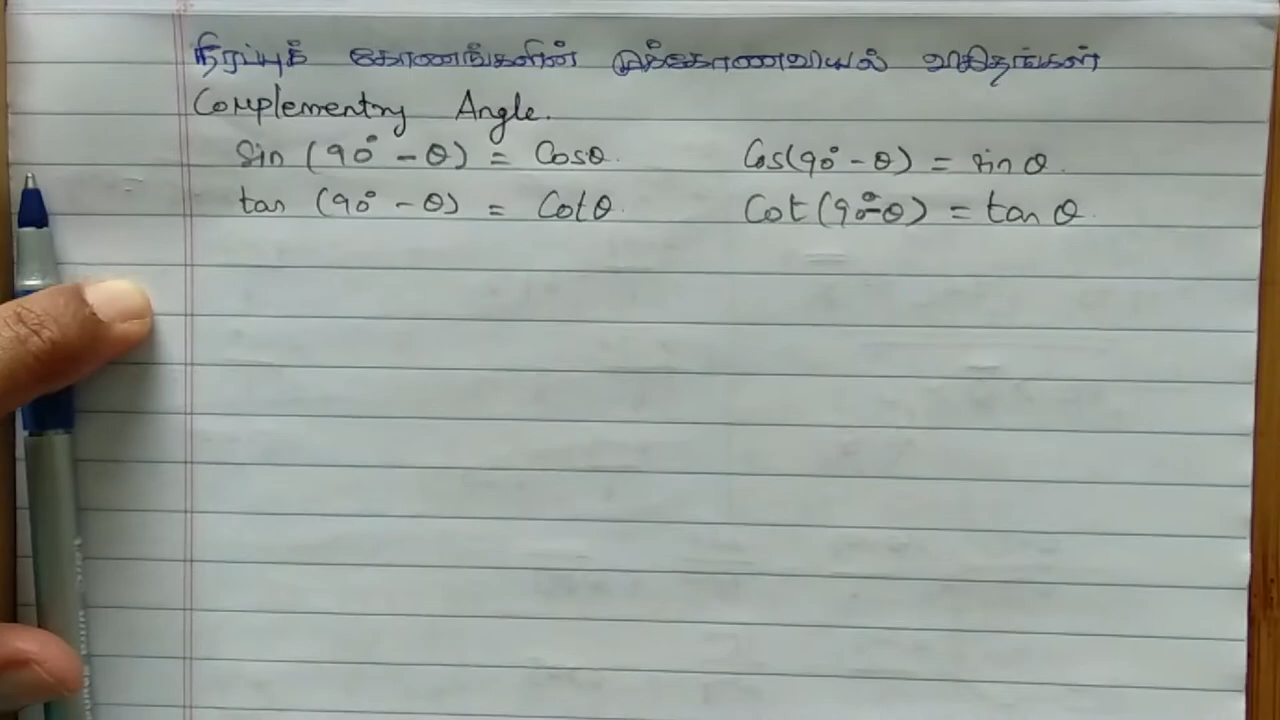 நிரப்புக் கோணங்களின் முக்கோணவியல் விகிதங்கள்
Complementry Angle.
Sin (90° - θ) = Cosθ. Cos(90° - θ) = sin θ.
tan (90° - θ) = Cotθ. Cot (90° - θ) = tan θ.